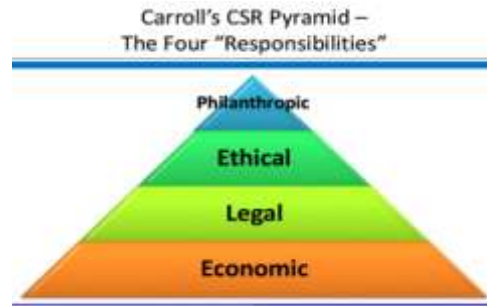 Carroll's CSR Pyramid –
The Four "Responsibilities"
Philanthropic
Ethical
Legal
Economic